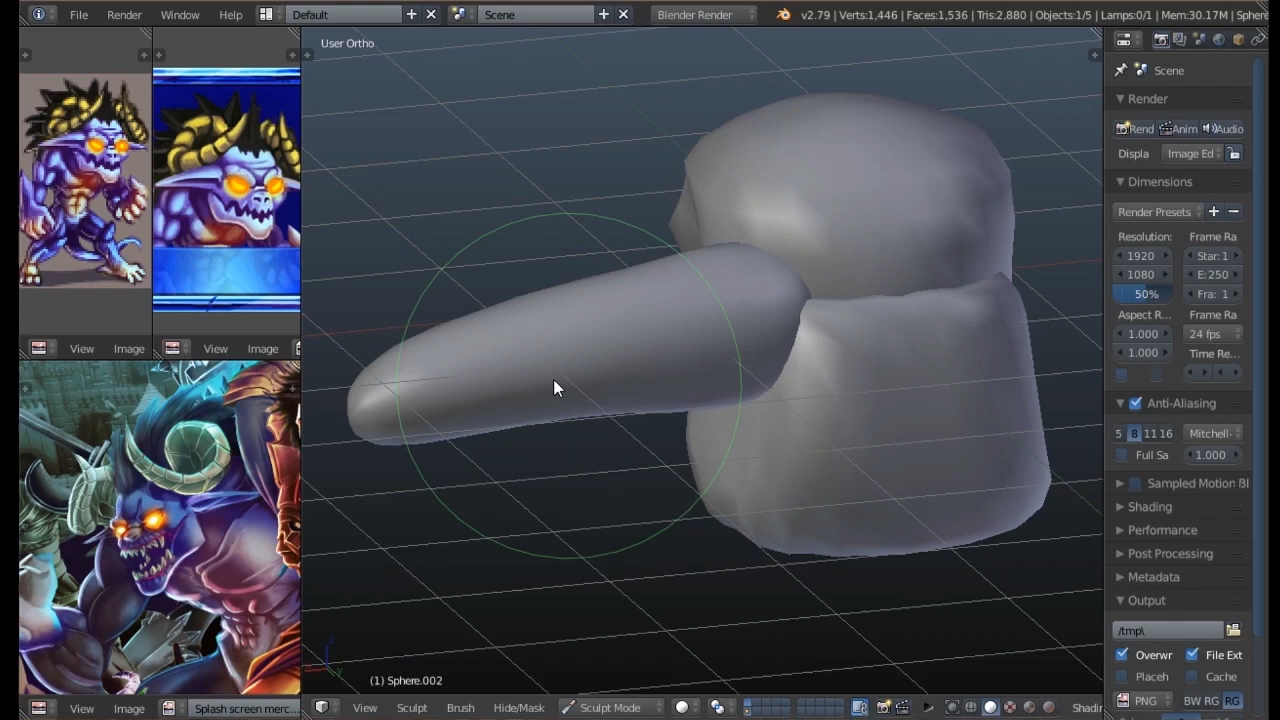 File Render Window Help Default Scene Blender Render v2.79 | Verts:1,446 | Faces:1,536 | Tris:2,880 | Objects:1/5 | Lamps:0/1 | Mem:30.17M | Sphere
User Ortho
Scene
Render
Rend Anim Audio
Displa Image Ed
Dimensions
Render Presets
Resolution: Frame Ra
1920 Star: 1
1080 E: 250
50% Fra: 1
Aspect R... Frame Ra
1.000 24 fps
1.000 Time Re...
Anti-Aliasing
5 8 11 16 Mitchell-
Full Sa 1.000
Sampled Motion Bl
Shading
Performance
Post Processing
Metadata
Output
/tmp\
Overwr File Ext
Placeh Cache
PNG BW RG RG
View Image View Image
(1) Sphere.002
View Image Splash screen merc... View Sculpt Brush Hide/Mask Sculpt Mode Shadi